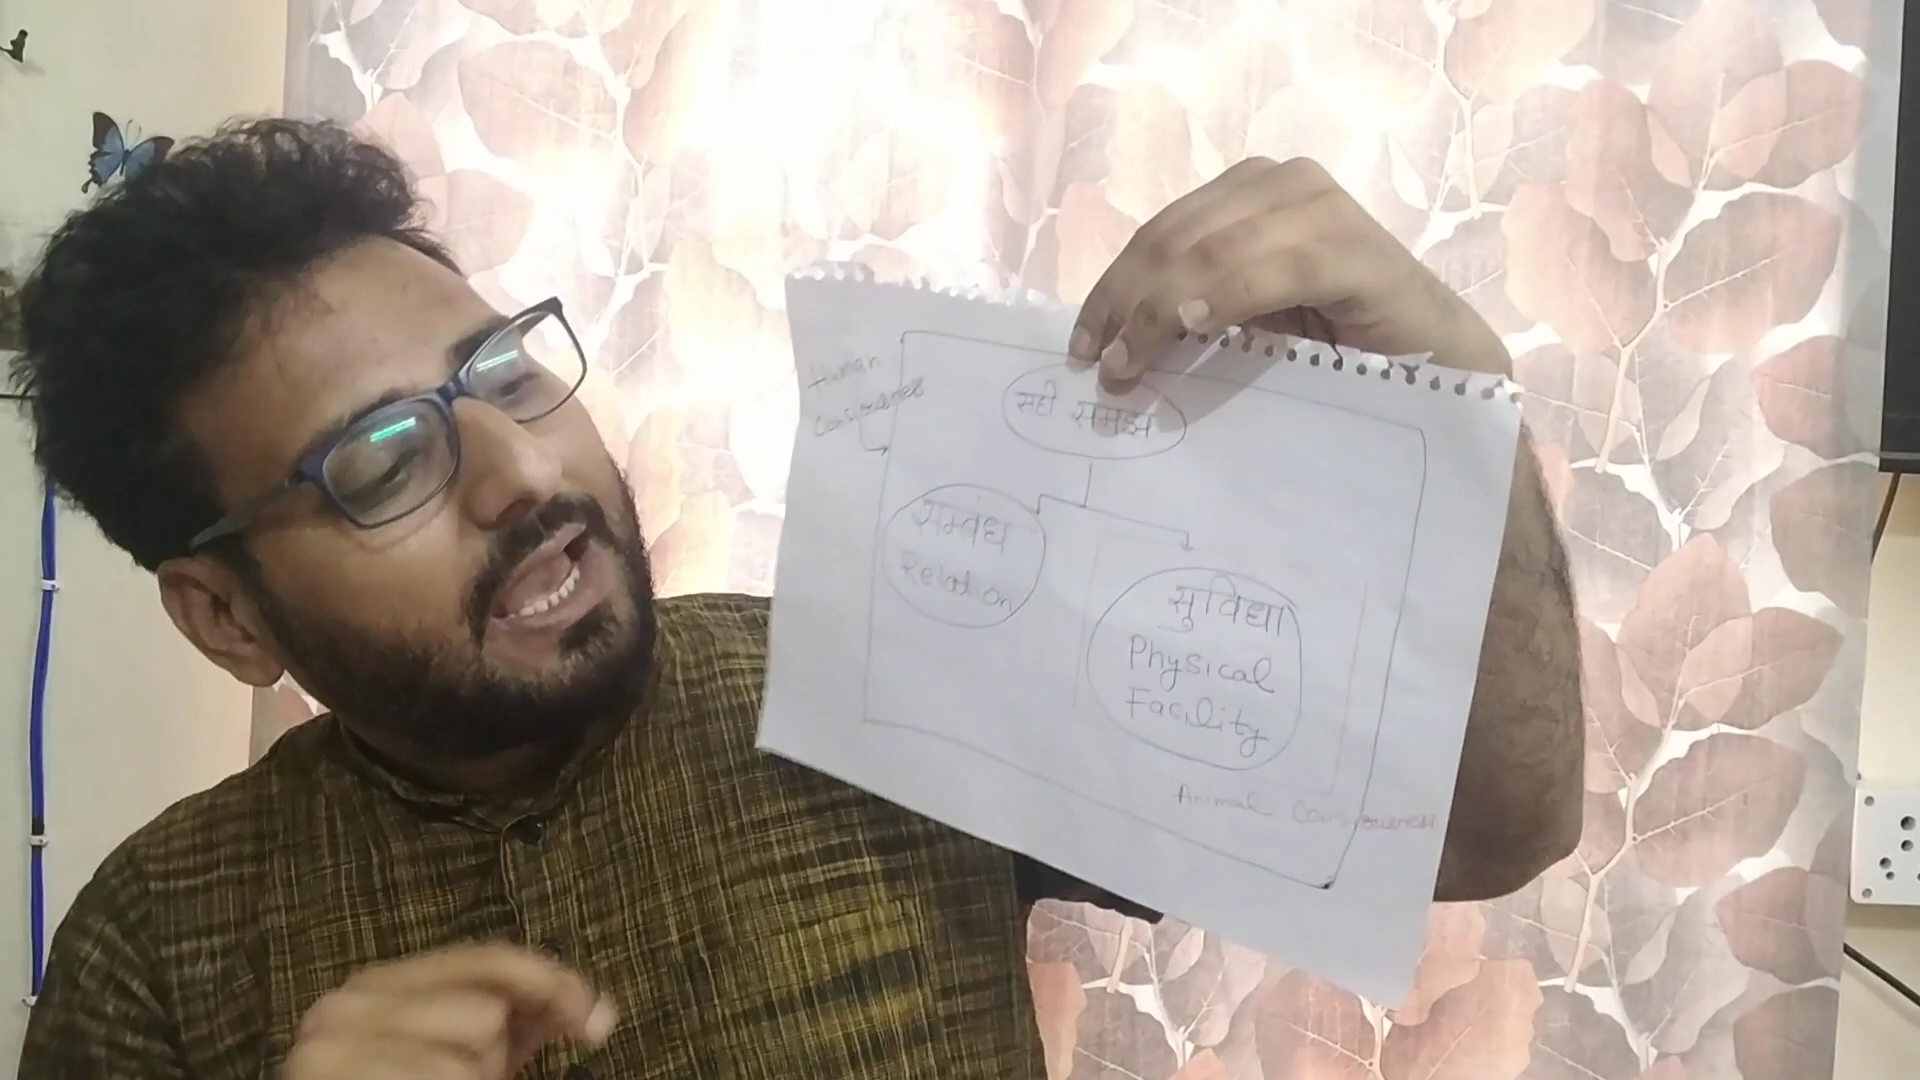 Human
Consciousness
सही समझ
सम्बंध
Relation
सुविधा
Physical
Facility
Animal Consciousness